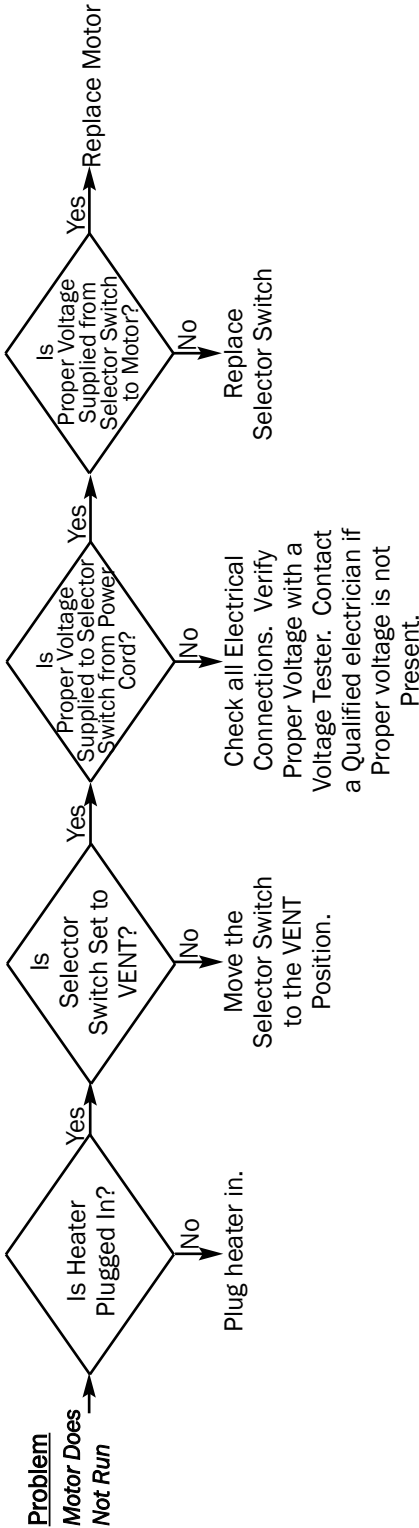 Problem
Motor Does
Not Run
Is Heater
Plugged In?
Yes
No
Plug heater in.
Is
Selector
Switch Set to
VENT?
Yes
No
Move the
Selector Switch
to the VENT
Position.
Is
Proper Voltage
Supplied to Selector
Switch from Power
Cord?
Yes
No
Check all Electrical
Connections. Verify
Proper Voltage with a
Voltage Tester. Contact
a Qualified electrician if
Proper voltage is not
Present.
Is
Proper Voltage
Supplied from
Selector Switch
to Motor?
Yes
No
Replace
Selector Switch
Replace Motor